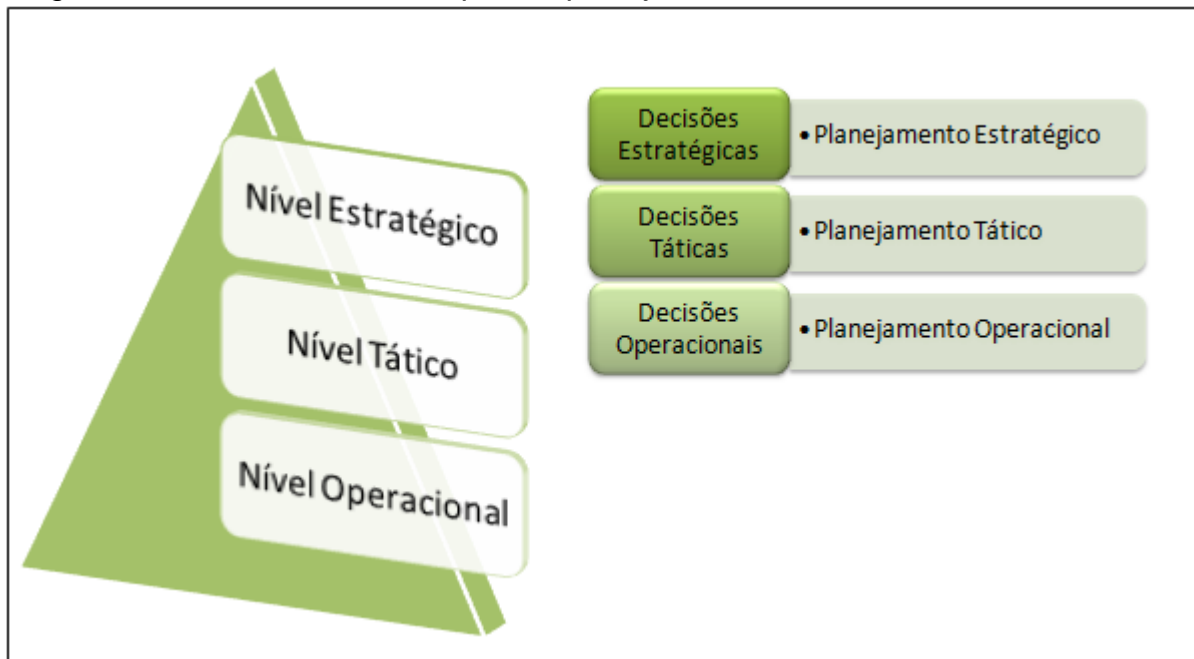 Nível Estratégico
Nível Tático
Nível Operacional
Decisões
Estratégicas
• Planejamento Estratégico
Decisões
Táticas
• Planejamento Tático
Decisões
Operacionais
• Planejamento Operacional